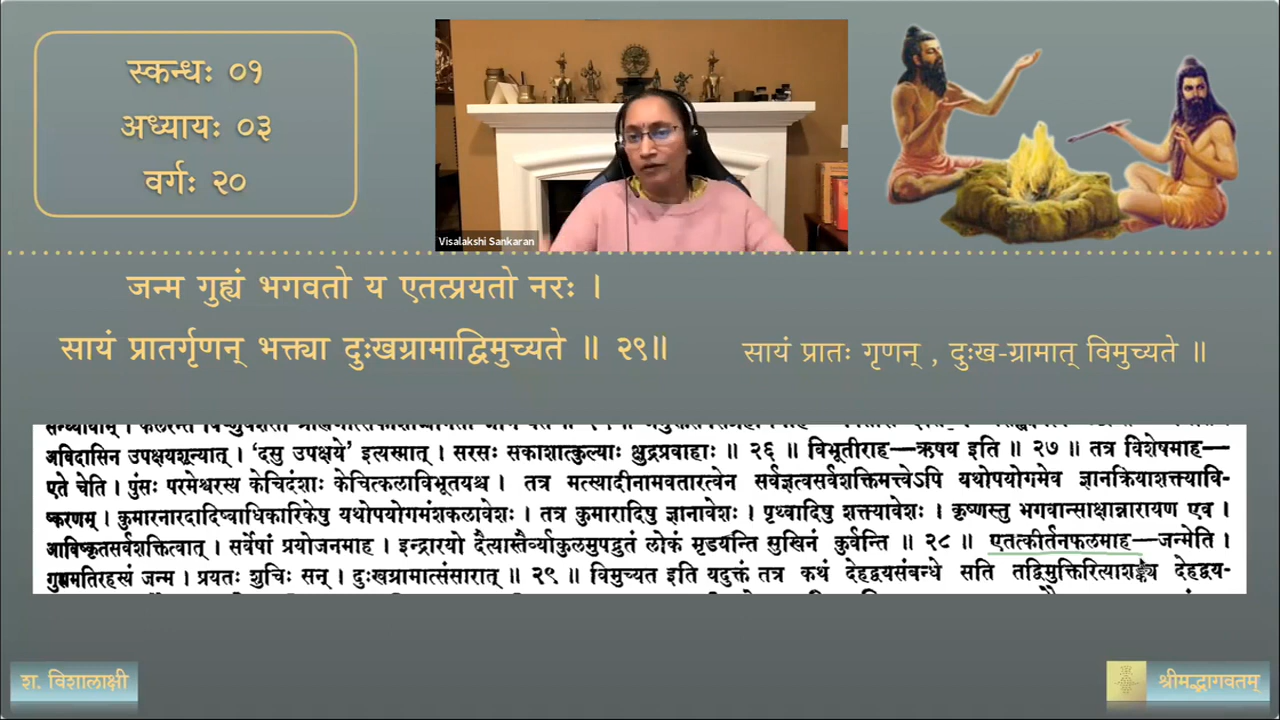 स्कन्धः ०१
अध्यायः ०३
वर्गः २०
Visalakshi Sankaran
जन्म गुह्यं भगवतो य एतत्प्रयतो नरः ।
सायं प्रातर्गृणन् भक्त्या दुःखग्रामाद्विमुच्यते ॥ २९॥
सायं प्रातः गृणन् , दुःख-ग्रामात् विमुच्यते ॥
अविदासिन उपक्षयशून्यात् । ‘दसु उपक्षये’ इत्यस्मात् । सरसः सकाशात्कुल्याः क्षुद्रप्रवाहाः ॥ २६ ॥ विभूतीराह—ऋषय इति ॥ २७ ॥ तत्र विशेषमाह—
एते चेति । पुंसः परमेश्वरस्य केचिदंशाः केचित्कलाविभूतयश्च । तत्र मत्स्यादीनामवतारत्वेन सर्वज्ञत्वसर्वशक्तिमत्त्वेऽपि यथोपयोगमेव ज्ञानक्रियाशक्त्यावि-
ष्करणम् । कुमारनारदादिष्वाधिकारिकेषु यथोपयोगमंशकलावेशः । तत्र कुमारादिषु ज्ञानावेशः । पृथ्वादिषु शक्त्यावेशः । कृष्णस्तु भगवान्साक्षान्नारायण एव ।
आविष्कृतसर्वशक्तित्वात् । सर्वेषां प्रयोजनमाह । इन्द्रारयो दैत्यास्तैर्व्याकुलमुपद्रुतं लोकं मृडयन्ति सुखिनं कुर्वन्ति ॥ २८ ॥ एतत्कीर्तनफलमाह—जन्मेति ।
गुह्यमतिरहस्यं जन्म । प्रयतः शुचिः सन् । दुःखग्रामात्संसारात् ॥ २९ ॥ विमुच्यत इति यदुक्तं तत्र कथं देहद्वयसंबन्धे सति तद्विमुक्तिरित्याशङ्क्य देहद्वय-
श. विशालाक्षी
श्रीमद्भागवतम्